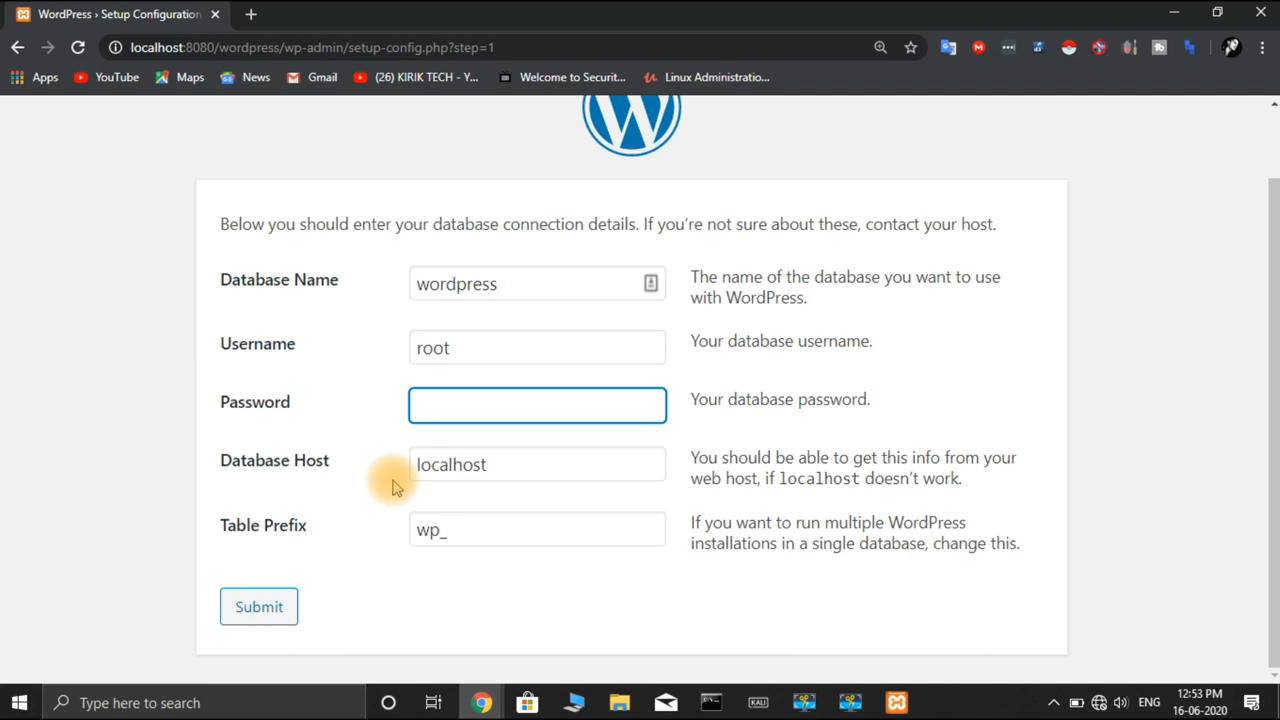 WordPress › Setup Configuration
localhost:8080/wordpress/wp-admin/setup-config.php?step=1
Apps YouTube Maps News Gmail (26) KIRIK TECH - Y... Welcome to Securit... Linux Administratio...
Below you should enter your database connection details. If you're not sure about these, contact your host.
Database Name wordpress The name of the database you want to use
with WordPress.
Username root Your database username.
Password Your database password.
Database Host localhost You should be able to get this info from your
web host, if localhost doesn't work.
Table Prefix wp_ If you want to run multiple WordPress
installations in a single database, change this.
Submit
Type here to search KALI ENG 12:53 PM
16-06-2020